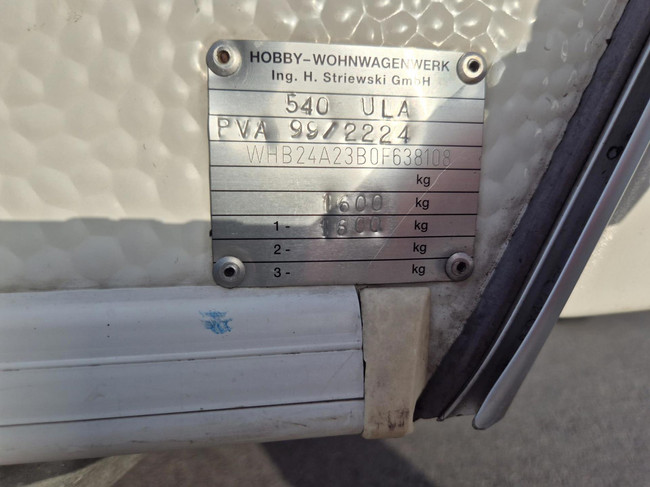 HOBBY-WOHNWAGENWERK
Ing. H. Striewski GmbH
540 ULA
PVA 99/2224
WHB24A23B0F638108
kg
1600 kg
1- 1600 kg
2- kg
3- kg